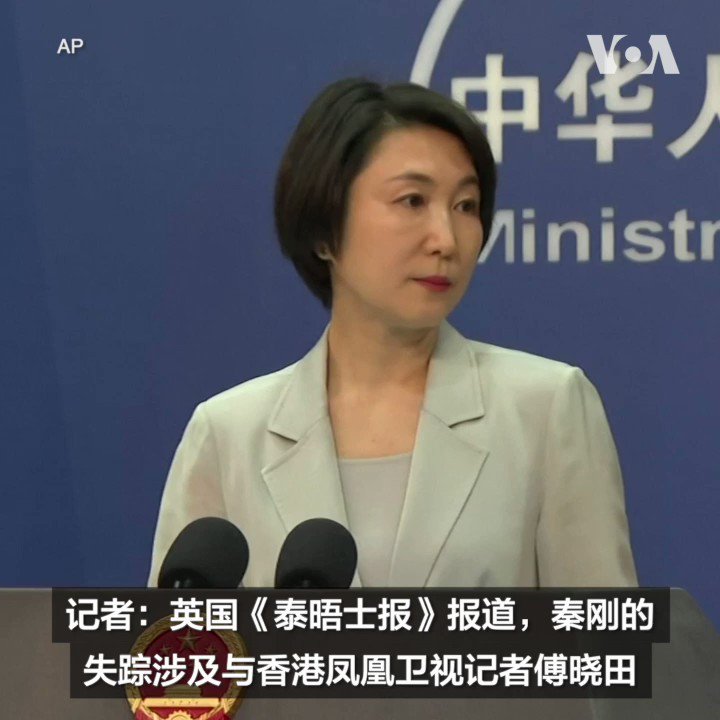 AP
VOA
中华人
Ministr
记者：英国《泰晤士报》报道，秦刚的
失踪涉及与香港凤凰卫视记者傅晓田